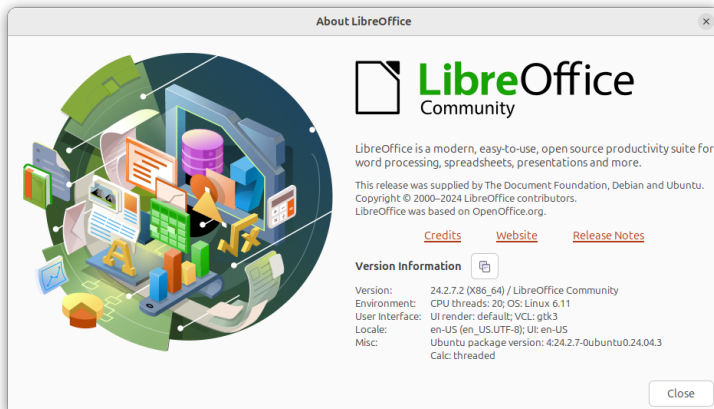 About LibreOffice
LibreOffice
Community
LibreOffice is a modern, easy-to-use, open source productivity suite for
word processing, spreadsheets, presentations and more.
This release was supplied by The Document Foundation, Debian and Ubuntu.
Copyright © 2000–2024 LibreOffice contributors.
LibreOffice was based on OpenOffice.org.
Credits Website Release Notes
Version Information
Version: 24.2.7.2 (X86_64) / LibreOffice Community
Environment: CPU threads: 20; OS: Linux 6.11
User Interface: UI render: default; VCL: gtk3
Locale: en-US (en_US.UTF-8); UI: en-US
Misc: Ubuntu package version: 4:24.2.7-0ubuntu0.24.04.3
Calc: threaded
Close